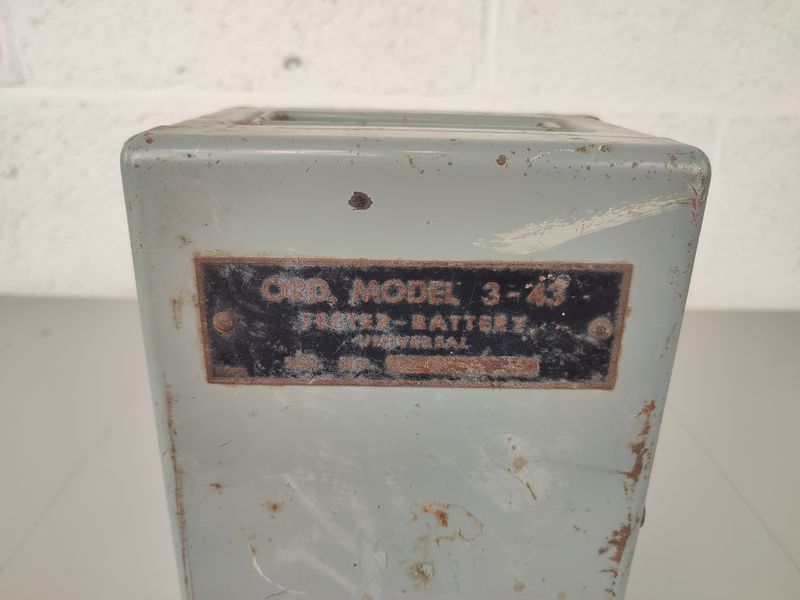 ORD. MODEL 3-43
TESTER-BATTERY
UNIVERSAL